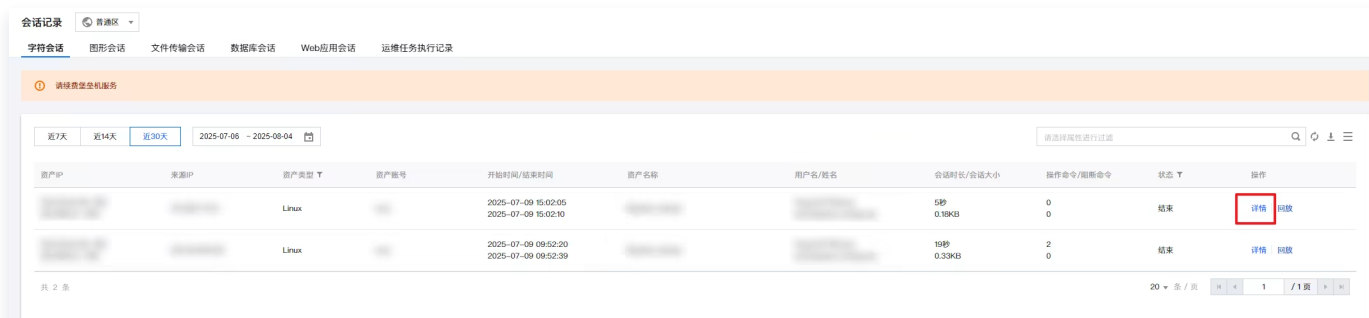 会话记录 普通区
字符会话 图形会话 文件传输会话 数据库会话 Web应用会话 运维任务执行记录
请续费堡垒机服务
近7天 近14天 近30天 2025-07-06 - 2025-08-04 请选择属性进行过滤
资产IP 来源IP 资产类型 资产账号 开始时间/结束时间 资产名称 用户名/姓名 会话时长/会话大小 操作命令/阻断命令 状态 操作
Linux 2025-07-09 15:02:05 5秒 0 结束 详情 回放
2025-07-09 15:02:10 0.18KB 0
Linux 2025-07-09 09:52:20 19秒 2 结束 详情 回放
2025-07-09 09:52:39 0.33KB 0
共 2 条 20 条 / 页 1 / 1 页